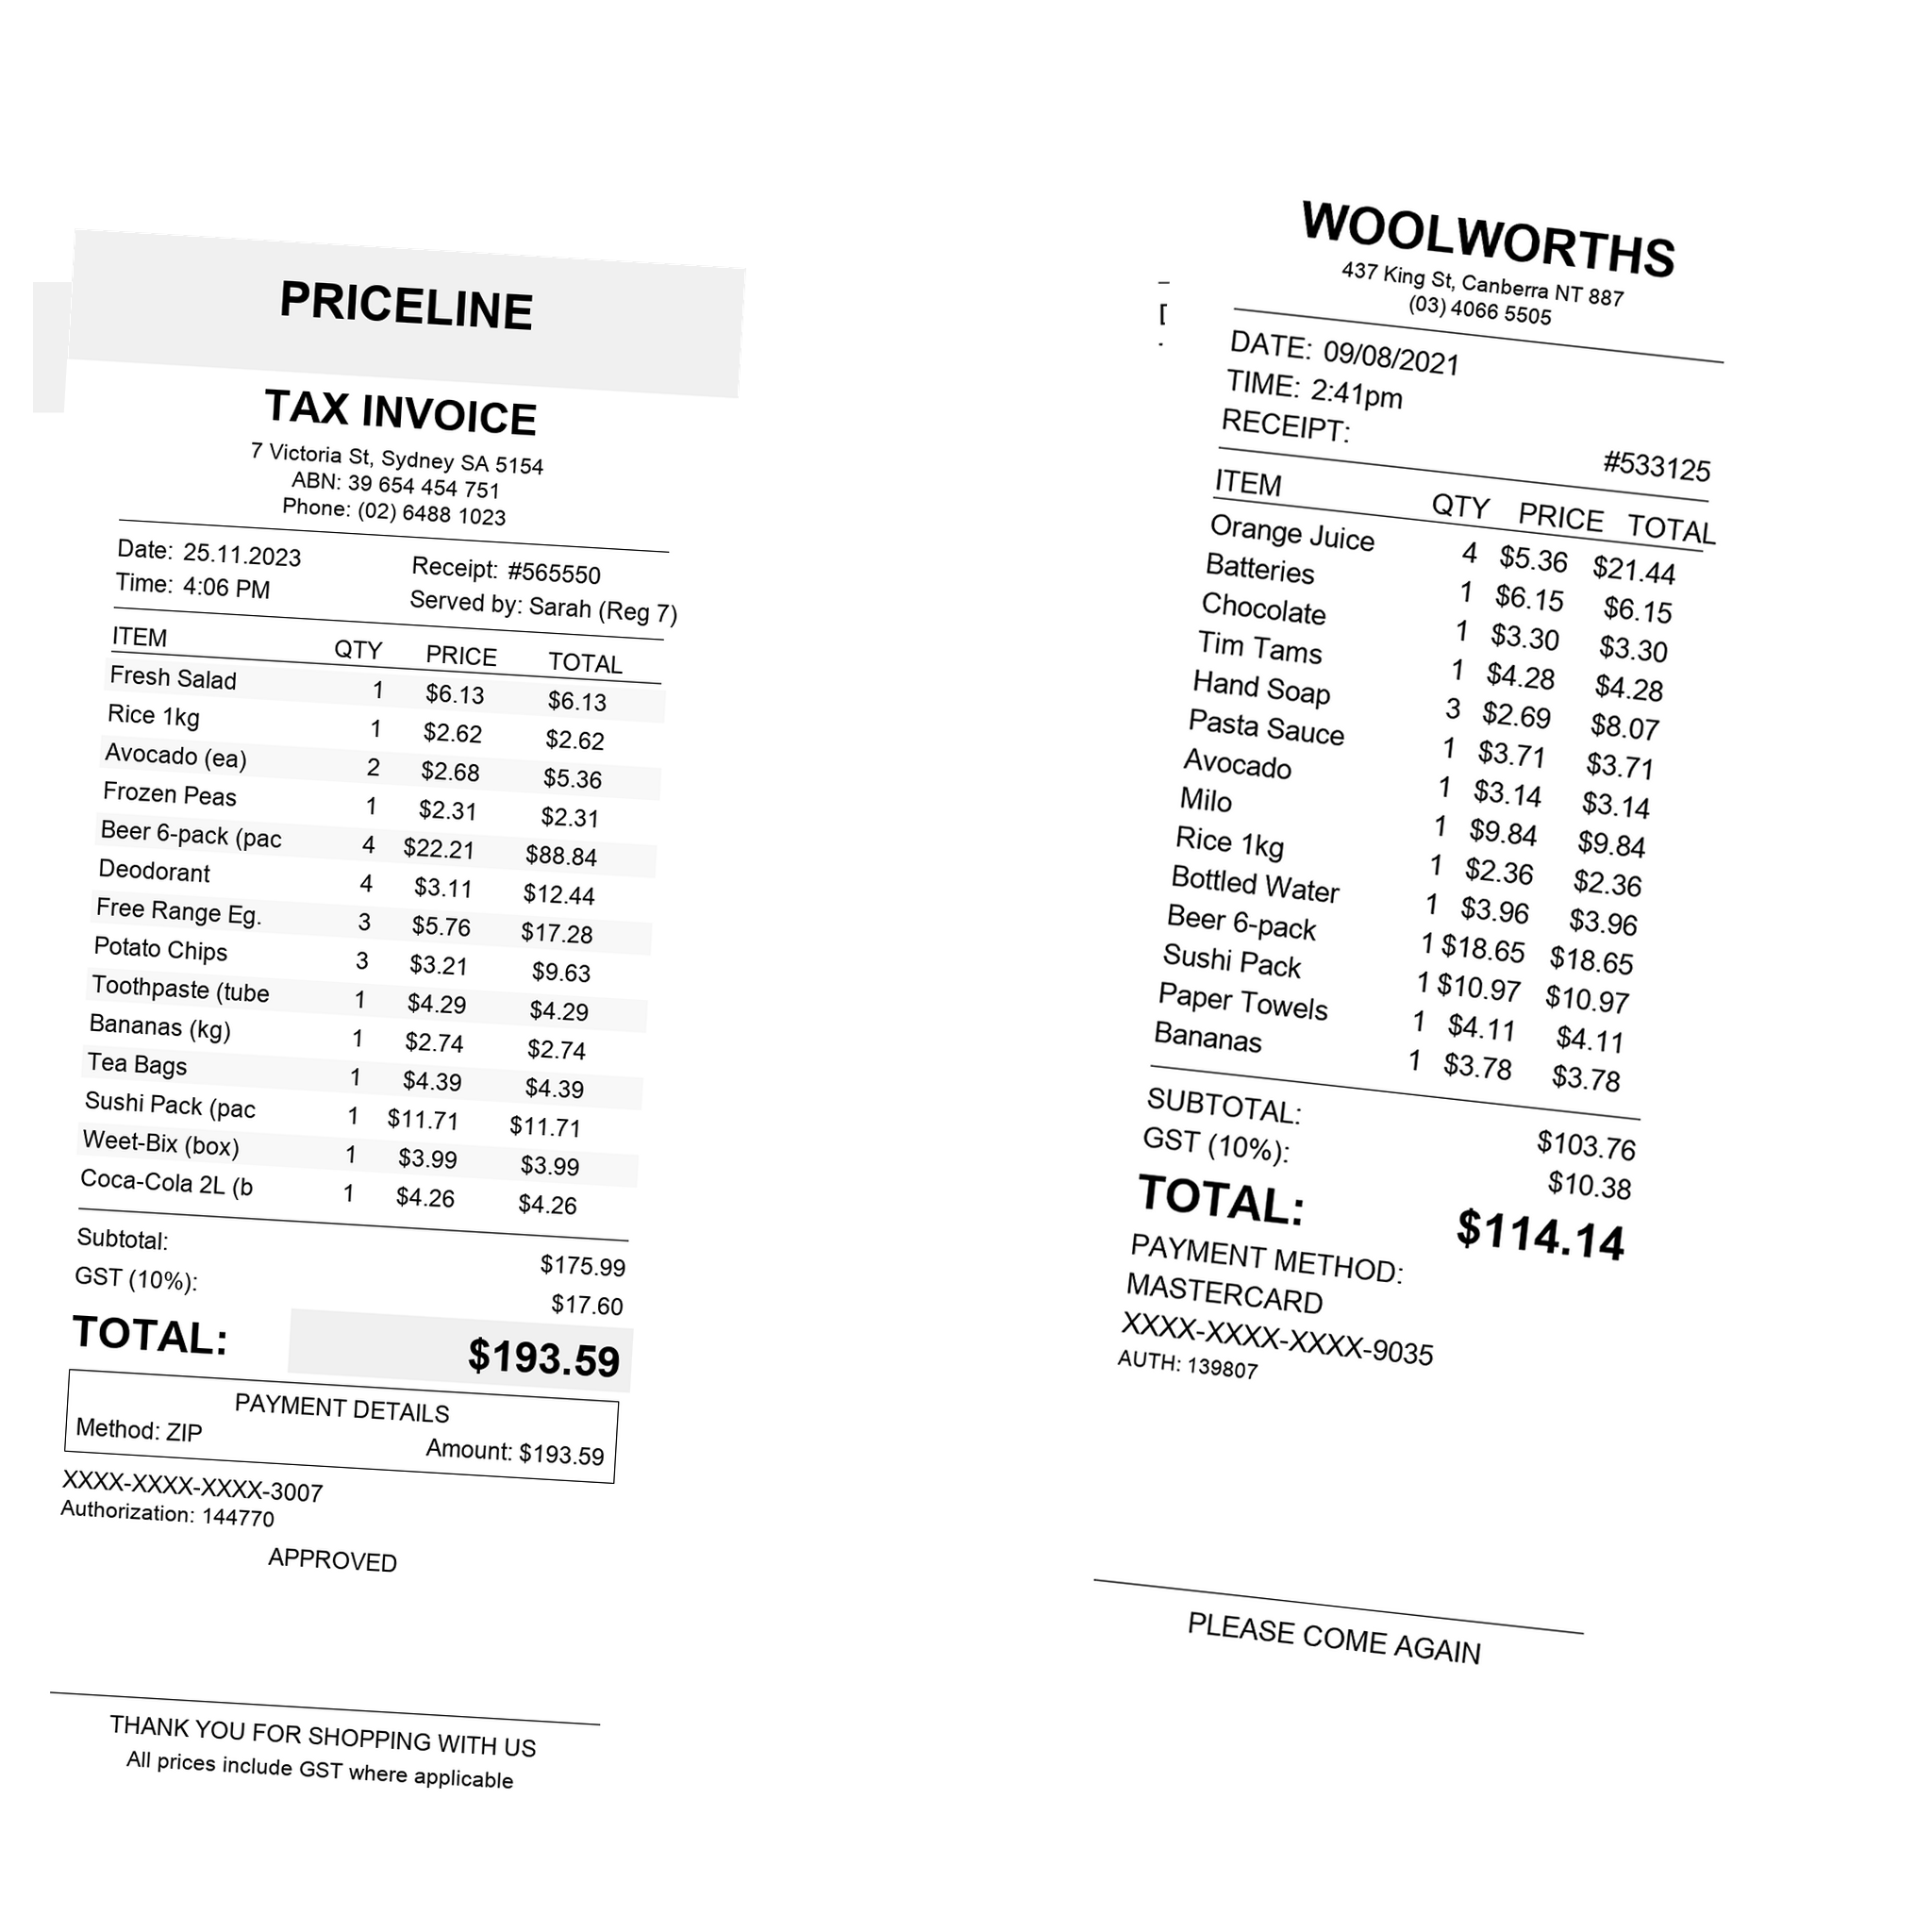 PRICELINE
TAX INVOICE
7 Victoria St, Sydney SA 5154
ABN: 39 654 454 751
Phone: (02) 6488 1023
Date: 25.11.2023 Receipt: #565550
Time: 4:06 PM Served by: Sarah (Reg 7)
ITEM QTY PRICE TOTAL
Fresh Salad 1 $6.13 $6.13
Rice 1kg 1 $2.62 $2.62
Avocado (ea) 2 $2.68 $5.36
Frozen Peas 1 $2.31 $2.31
Beer 6-pack (pac 4 $22.21 $88.84
Deodorant 4 $3.11 $12.44
Free Range Eg. 3 $5.76 $17.28
Potato Chips 3 $3.21 $9.63
Toothpaste (tube 1 $4.29 $4.29
Bananas (kg) 1 $2.74 $2.74
Tea Bags 1 $4.39 $4.39
Sushi Pack (pac 1 $11.71 $11.71
Weet-Bix (box) 1 $3.99 $3.99
Coca-Cola 2L (b 1 $4.26 $4.26
Subtotal: $175.99
GST (10%): $17.60
TOTAL: $193.59
PAYMENT DETAILS
Method: ZIP Amount: $193.59
XXXX-XXXX-XXXX-3007
Authorization: 144770
APPROVED
THANK YOU FOR SHOPPING WITH US
All prices include GST where applicable
WOOLWORTHS
437 King St, Canberra NT 887
(03) 4066 5505
DATE: 09/08/2021
TIME: 2:41pm
RECEIPT: #533125
ITEM QTY PRICE TOTAL
Orange Juice 4 $5.36 $21.44
Batteries 1 $6.15 $6.15
Chocolate 1 $3.30 $3.30
Tim Tams 1 $4.28 $4.28
Hand Soap 3 $2.69 $8.07
Pasta Sauce 1 $3.71 $3.71
Avocado 1 $3.14 $3.14
Milo 1 $9.84 $9.84
Rice 1kg 1 $2.36 $2.36
Bottled Water 1 $3.96 $3.96
Beer 6-pack 1 $18.65 $18.65
Sushi Pack 1 $10.97 $10.97
Paper Towels 1 $4.11 $4.11
Bananas 1 $3.78 $3.78
SUBTOTAL: $103.76
GST (10%): $10.38
TOTAL: $114.14
PAYMENT METHOD:
MASTERCARD
XXXX-XXXX-XXXX-9035
AUTH: 139807
PLEASE COME AGAIN